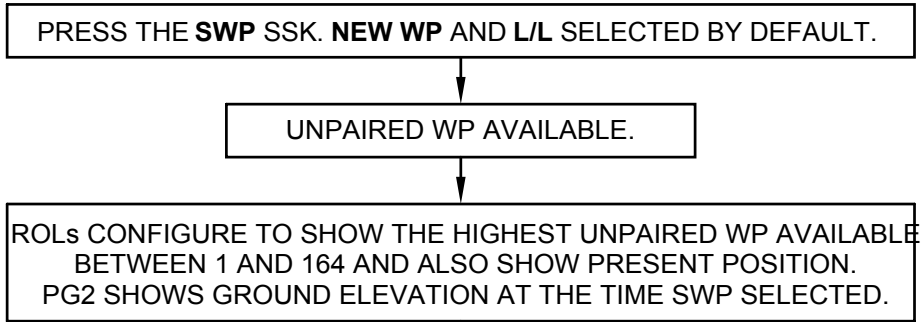 PRESS THE SWP SSK. NEW WP AND L/L SELECTED BY DEFAULT.
UNPAIRED WP AVAILABLE.
ROLs CONFIGURE TO SHOW THE HIGHEST UNPAIRED WP AVAILABLE
BETWEEN 1 AND 164 AND ALSO SHOW PRESENT POSITION.
PG2 SHOWS GROUND ELEVATION AT THE TIME SWP SELECTED.